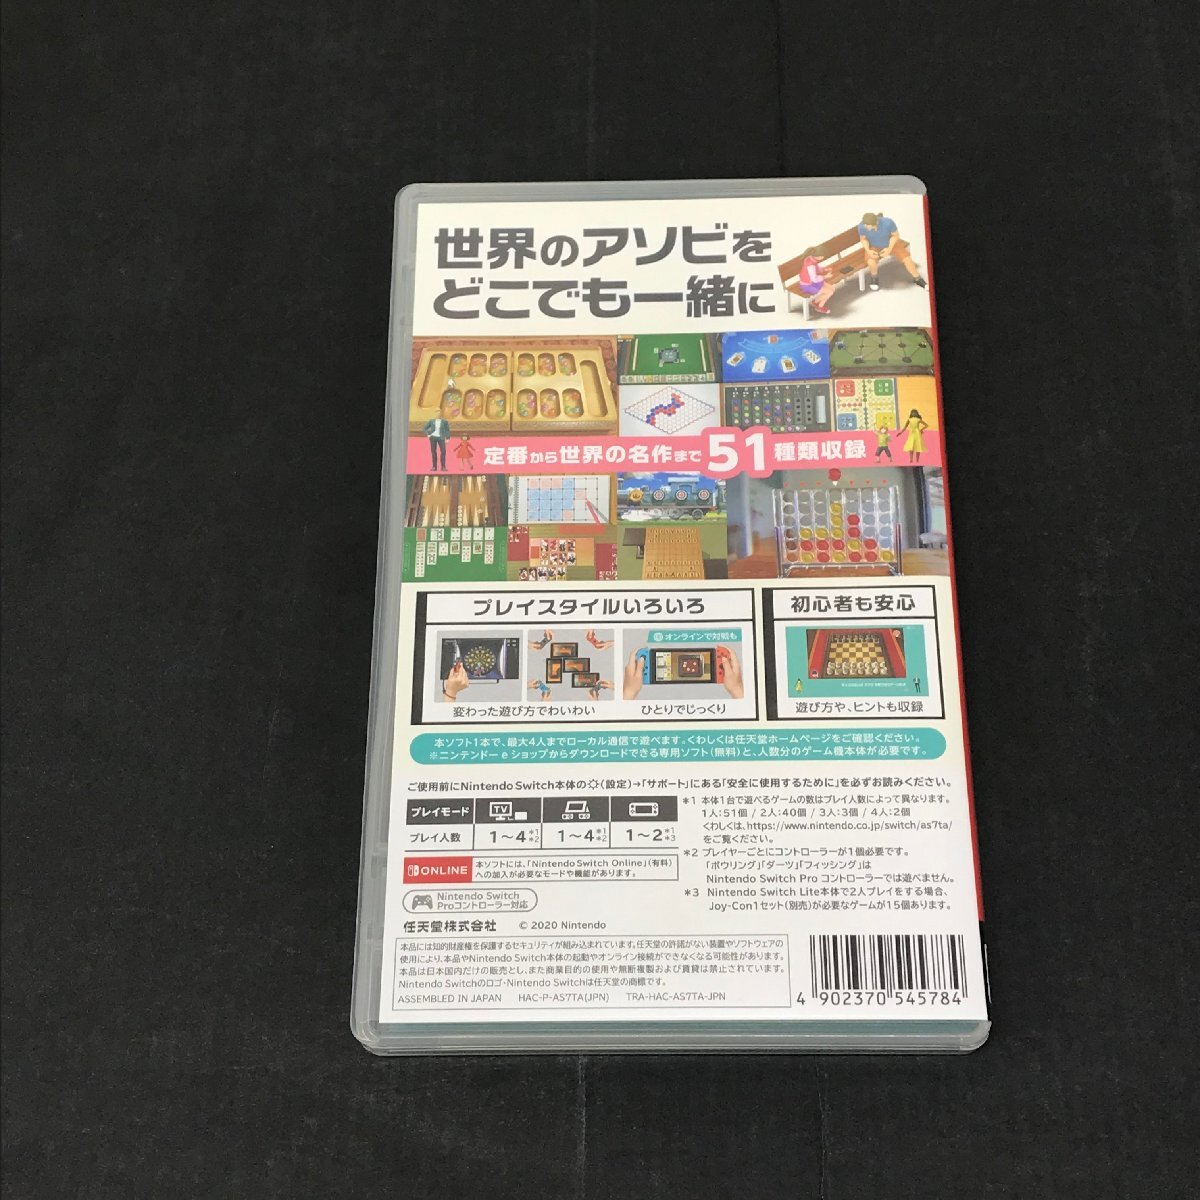 世界のアソビを
どこでも一緒に
定番から世界の名作まで51種類収録
プレイスタイルいろいろ
オンラインで対戦も
変わった遊び方でわいわい
ひとりでじっくり
初心者も安心
遊び方や、ヒントも収録
本ソフト1本で、最大4人までローカル通信で遊べます。くわしくは任天堂ホームページをご確認ください。
※ニンテンドーeショップからダウンロードできる専用ソフト(無料)と、人数分のゲーム機本体が必要です。
ご使用前にNintendo Switch本体の(設定)→「サポート」にある「安全に使用するために」を必ずお読みください。
プレイモード TV
プレイ人数 1〜4 *1 *2 1〜4 *1 *2 1〜2 *1 *3
ONLINE
本ソフトには、「Nintendo Switch Online」(有料)
への加入が必要なモードや機能があります。
Nintendo Switch
Proコントローラー対応
*1 本体1台で遊べるゲームの数はプレイ人数によって異なります。
1人:51個 / 2人:40個 / 3人:3個 / 4人:2個
くわしくは、https://www.nintendo.co.jp/switch/as7ta/
をご覧ください。
*2 プレイヤーごとにコントローラーが1個必要です。
「ボウリング」「ダーツ」「フィッシング」は
Nintendo Switch Pro コントローラーでは遊べません。
*3 Nintendo Switch Lite本体で2人プレイをする場合、
Joy-Con1セット(別売)が必要なゲームが15個あります。
任天堂株式会社 © 2020 Nintendo
本品には知的財産権を保護するセキュリティが組み込まれています。任天堂の許諾がない装置やソフトウェアの
使用により、本品やNintendo Switch本体の起動やオンライン接続ができなくなる可能性があります。
本品は日本国内だけの販売とし、また商業目的の使用や無断複製および賃貸は禁止されています。
Nintendo Switchのロゴ・Nintendo Switchは任天堂の商標です。
ASSEMBLED IN JAPAN HAC-P-AS7TA(JPN) TRA-HAC-AS7TA-JPN
4 902370 545784